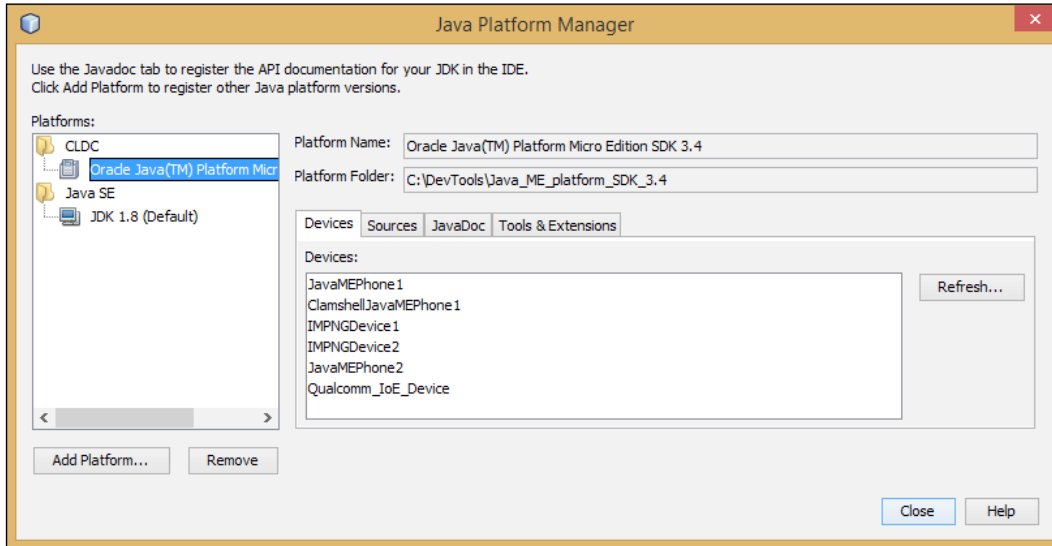 Java Platform Manager
Use the Javadoc tab to register the API documentation for your JDK in the IDE.
Click Add Platform to register other Java platform versions.
Platforms:
CLDC
Oracle Java(TM) Platform Micr
Java SE
JDK 1.8 (Default)
Add Platform...
Remove
Platform Name:
Oracle Java(TM) Platform Micro Edition SDK 3.4
Platform Folder:
C:\DevTools\Java_ME_platform_SDK_3.4
Devices
Sources
JavaDoc
Tools & Extensions
Devices:
JavaMEPhone1
ClamshellJavaMEPhone1
IMPNGDevice1
IMPNGDevice2
JavaMEPhone2
Qualcomm_IoE_Device
Refresh...
Close
Help